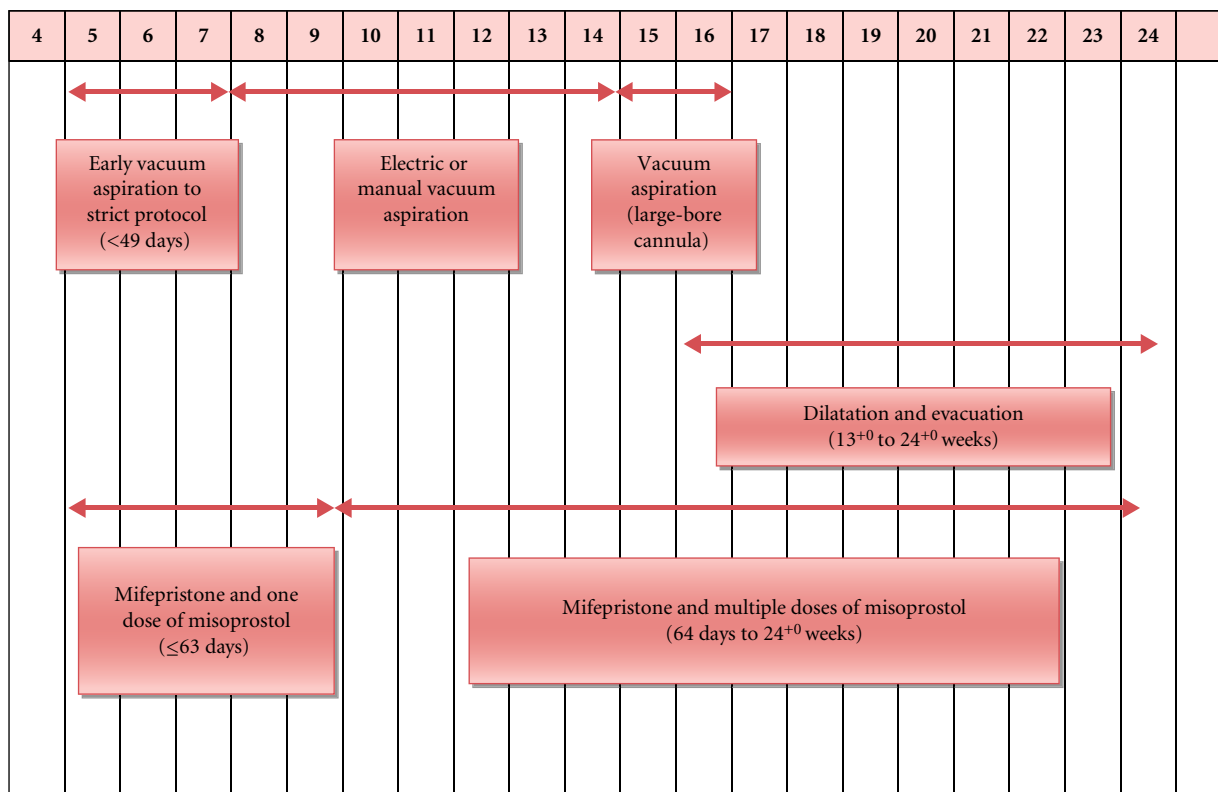 4 5 6 7 8 9 10 11 12 13 14 15 16 17 18 19 20 21 22 23 24
Early vacuum
aspiration to
strict protocol
(<49 days)
Electric or
manual vacuum
aspiration
Vacuum
aspiration
(large-bore
cannula)
Dilatation and evacuation
(13⁺⁰ to 24⁺⁰ weeks)
Mifepristone and one
dose of misoprostol
(≤63 days)
Mifepristone and multiple doses of misoprostol
(64 days to 24⁺⁰ weeks)